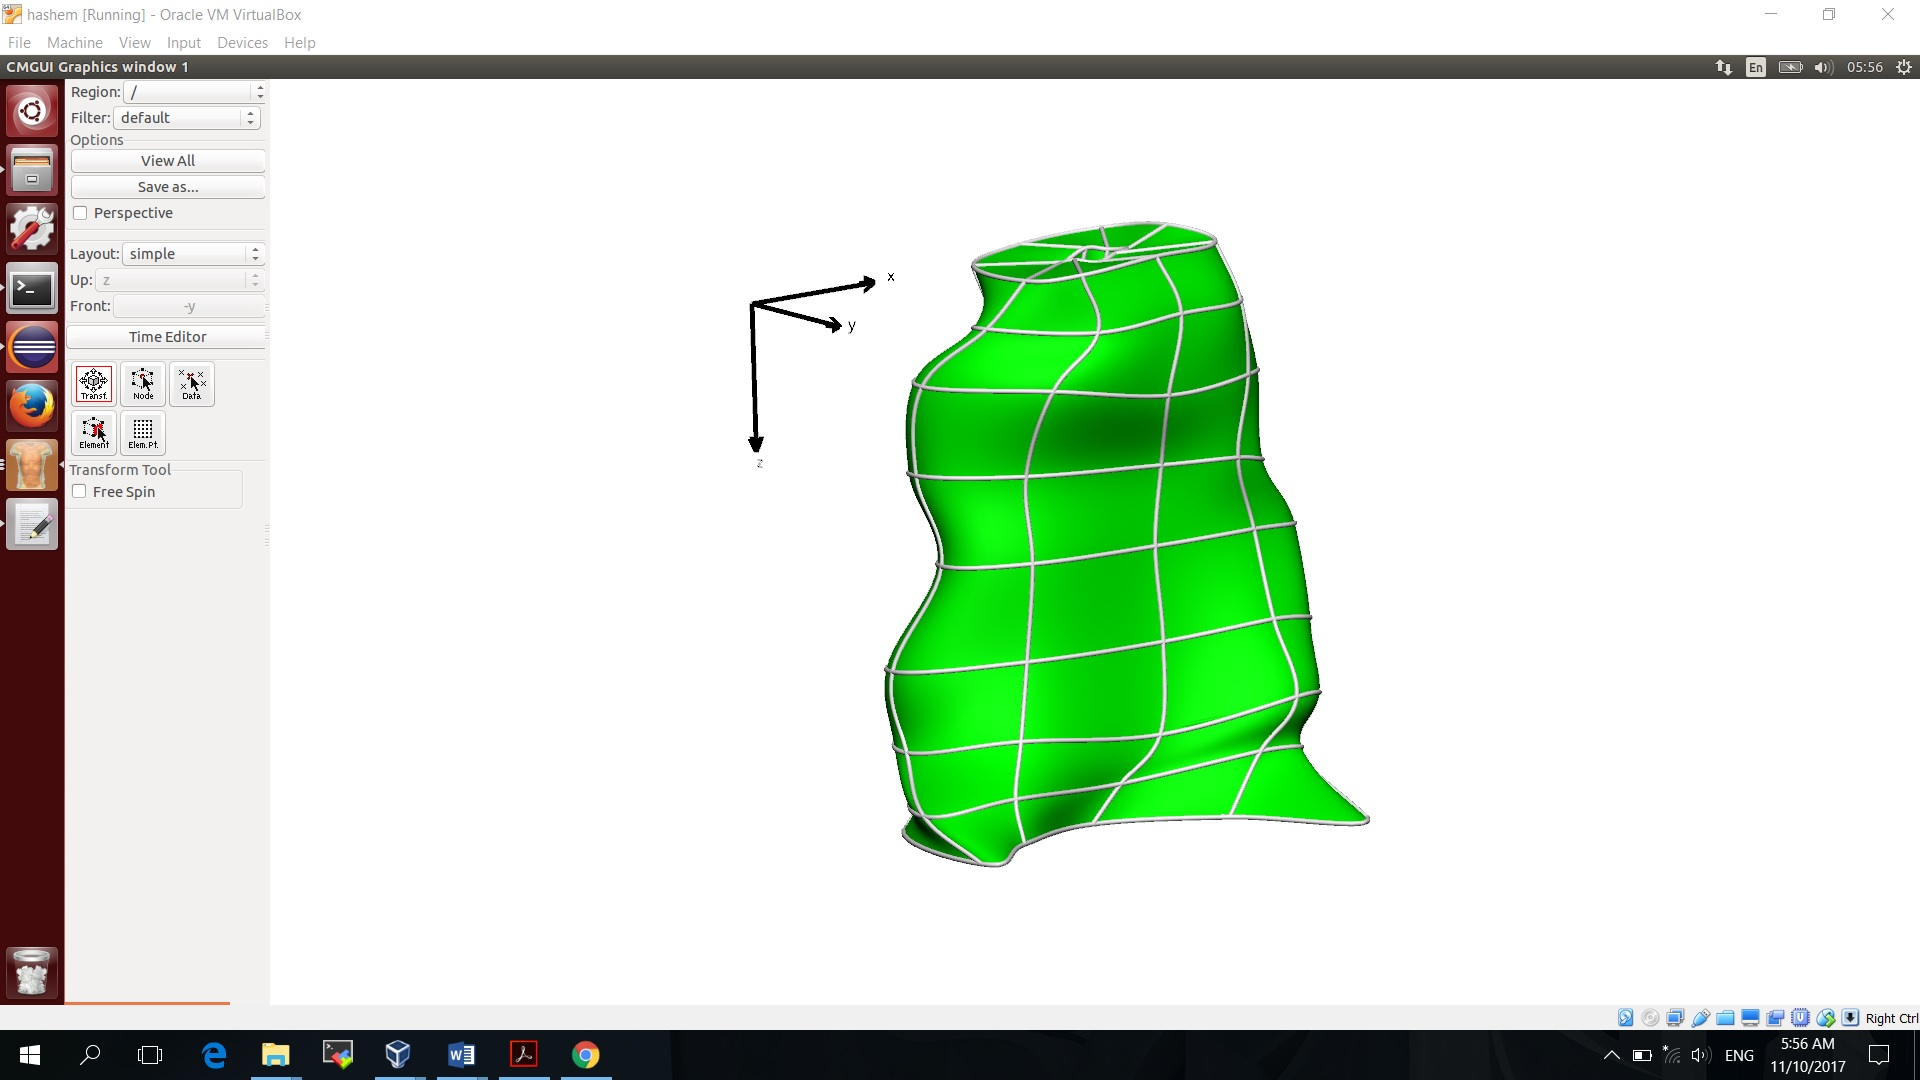 hashem [Running] - Oracle VM VirtualBox
File Machine View Input Devices Help
CMGUI Graphics window 1
En 05:56
Region: /
Filter: default
Options
View All
Save as...
Perspective
Layout: simple
Up: z
Front: -y
Time Editor
Transf. Node Data
Element Elem.Pt.
Transform Tool
Free Spin
x
y
z
Right Ctrl
ENG
5:56 AM
11/10/2017